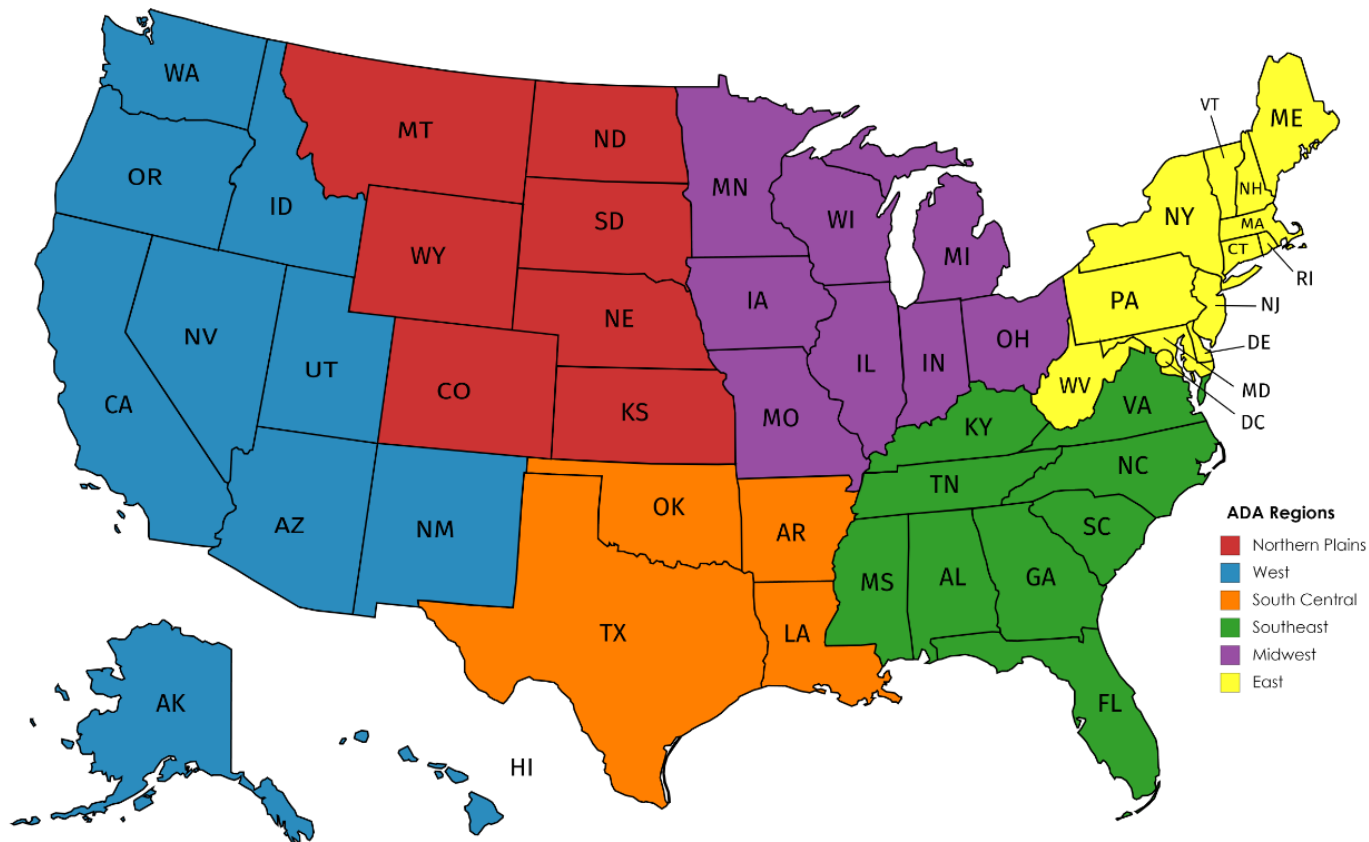 WA
MT
ND
MN
VT
ME
OR
ID
SD
WI
MI
NY
NH
MA
CT
RI
WY
IA
PA
NJ
NE
OH
DE
NV
UT
CO
KS
IL
IN
WV
MD
CA
MO
KY
VA
DC
TN
NC
AZ
NM
OK
AR
SC
MS
AL
GA
TX
LA
FL
AK
HI
ADA Regions
Northern Plains
West
South Central
Southeast
Midwest
East